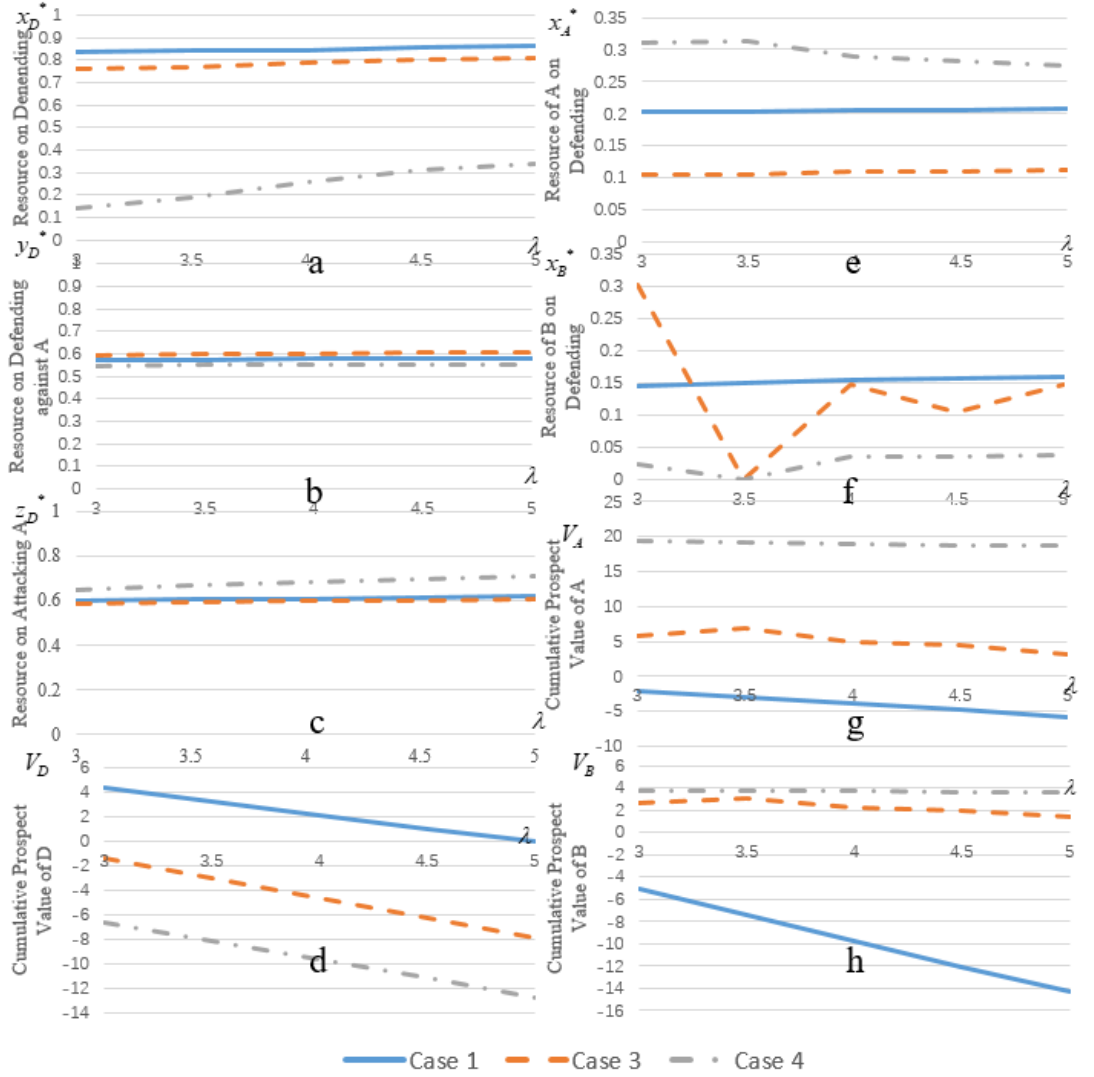 x_D*
Resource on Denending
1
0.9
0.8
0.7
0.6
0.5
0.4
0.3
0.2
0.1
0
3
3.5
4
4.5
5
λ
a
y_D*
Resource on Defending
against A
1
0.9
0.8
0.7
0.6
0.5
0.4
0.3
0.2
0.1
0
3
3.5
4
4.5
5
λ
b
z_D*
Resource on Attacking A
1
0.8
0.6
0.4
0.2
0
3
3.5
4
4.5
5
λ
c
V_D
Cumulative Prospect
Value of D
6
4
2
0
-2
-4
-6
-8
-10
-12
-14
3
3.5
4
4.5
5
λ
d
x_A*
Resource of A on
Defending
0.35
0.3
0.25
0.2
0.15
0.1
0.05
0
3
3.5
4
4.5
5
λ
e
x_B*
Resource of B on
Defending
0.35
0.3
0.25
0.2
0.15
0.1
0.05
0
3
3.5
4
4.5
5
λ
f
V_A
Cumulative Prospect
Value of A
25
20
15
10
5
0
-5
-10
3
3.5
4
4.5
5
λ
g
V_B
Cumulative Prospect
Value of B
6
4
2
0
-2
-4
-6
-8
-10
-12
-14
-16
3
3.5
4
4.5
5
λ
h
Case 1 Case 3 Case 4